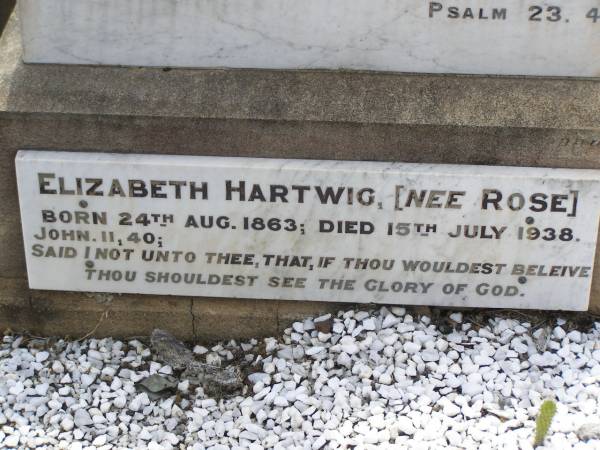 PSALM 23. 4
ELIZABETH HARTWIG, [NEE ROSE]
BORN 24TH AUG. 1863; DIED 15TH JULY 1938.
JOHN. 11, 40;
SAID I NOT UNTO THEE, THAT, IF THOU WOULDEST BELEIVE
THOU SHOULDEST SEE THE GLORY OF GOD.